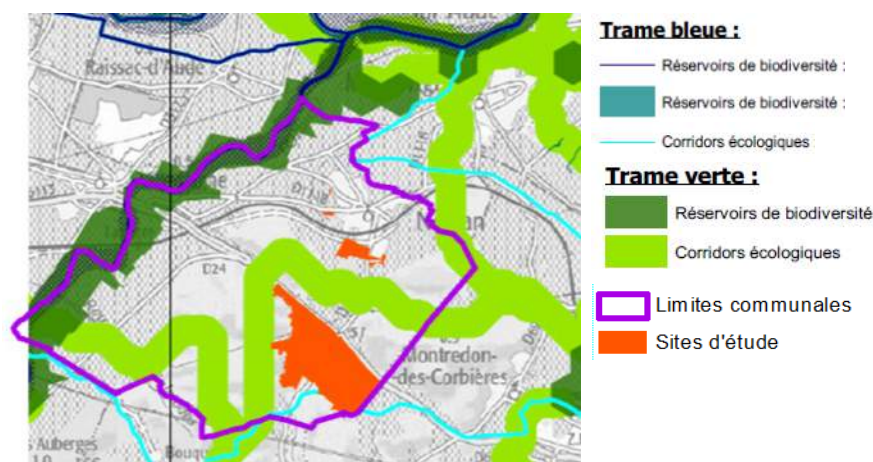 Raissac-d'Aude
D24
Montredon-
des-Corbières
Auberges
Bouqu
Trame bleue :
Réservoirs de biodiversité :
Réservoirs de biodiversité :
Corridors écologiques
Trame verte :
Réservoirs de biodiversité
Corridors écologiques
Limites communales
Sites d'étude